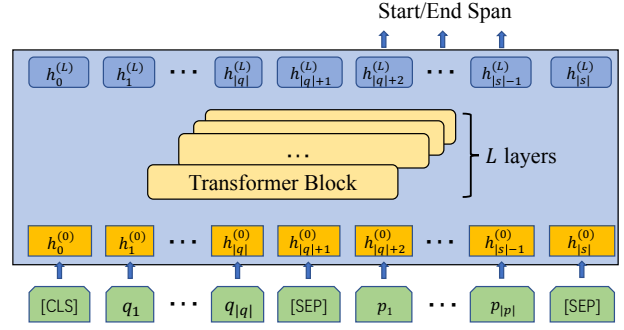 Start/End Span
h_0^{(L)} h_1^{(L)} ··· h_{|q|}^{(L)} h_{|q|+1}^{(L)} h_{|q|+2}^{(L)} ··· h_{|s|-1}^{(L)} h_{|s|}^{(L)}
...
L layers
Transformer Block
h_0^{(0)} h_1^{(0)} ··· h_{|q|}^{(0)} h_{|q|+1}^{(0)} h_{|q|+2}^{(0)} ··· h_{|s|-1}^{(0)} h_{|s|}^{(0)}
[CLS] q_1 ··· q_{|q|} [SEP] p_1 ··· p_{|p|} [SEP]